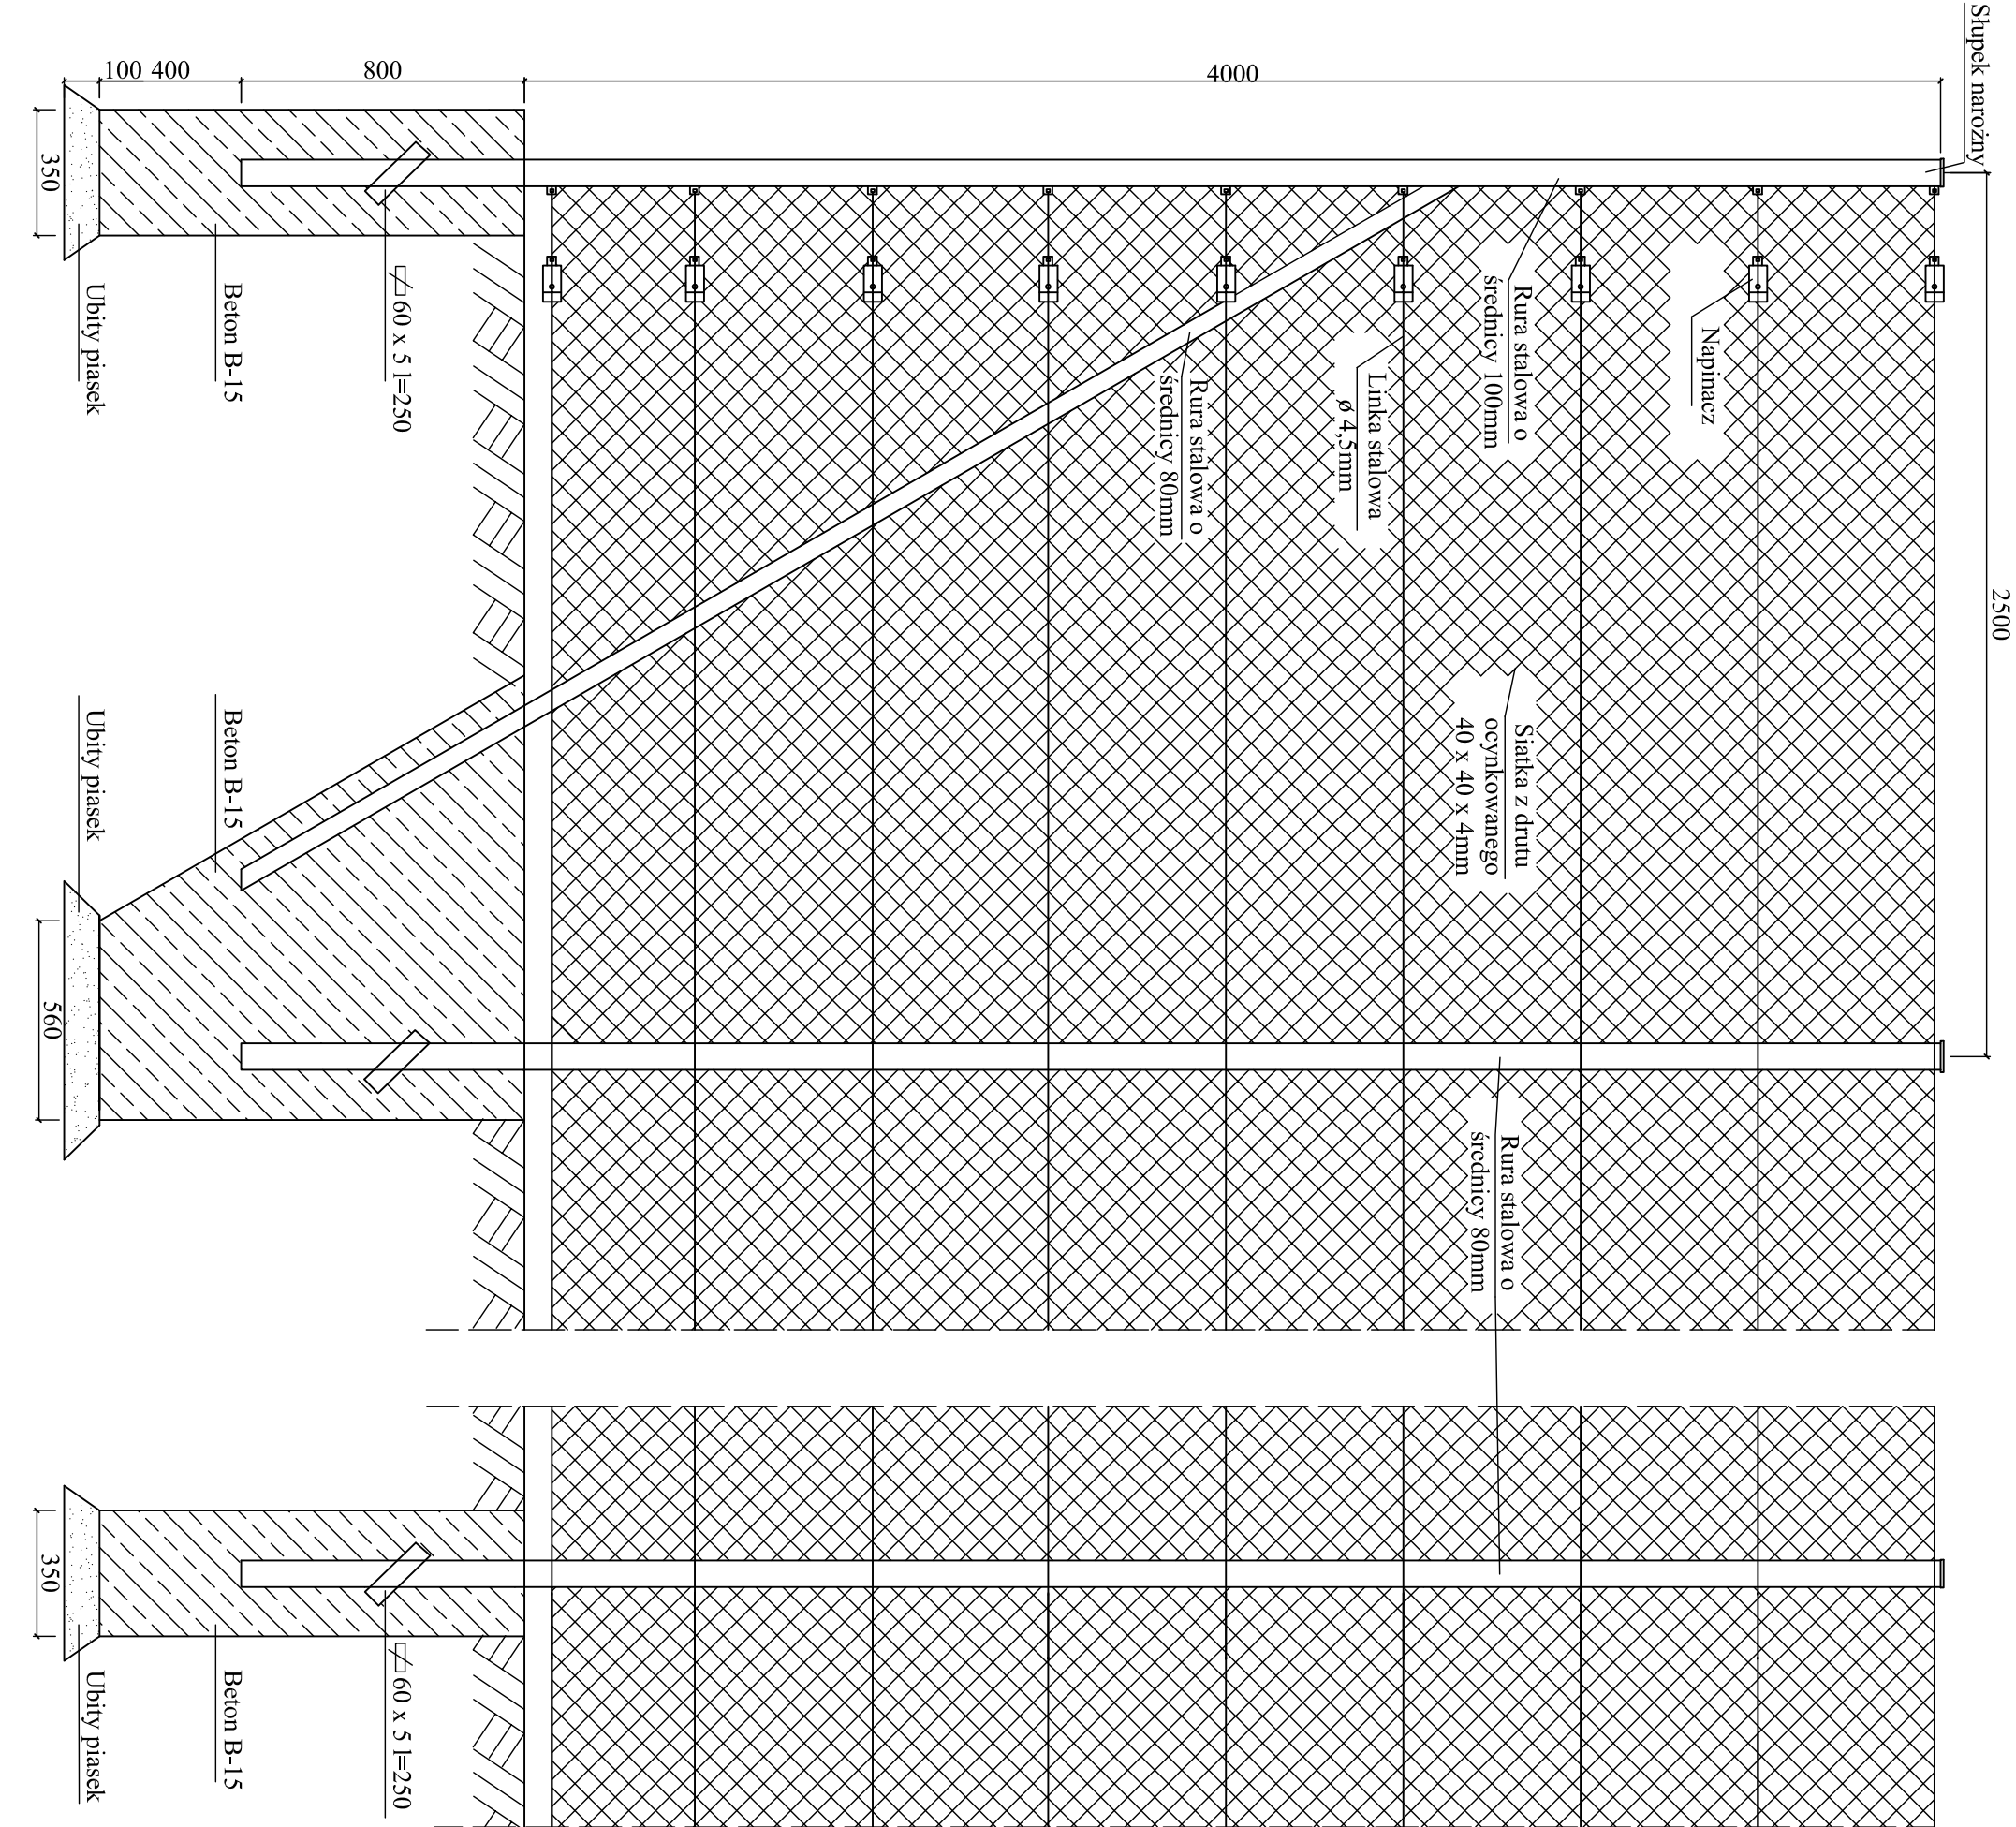 Słupek narożny
2500
4000
800
400
100
350
560
350
Napinacz
Rura stalowa o
średnicy 100mm
Linka stalowa
ø 4,5mm
Rura stalowa o
średnicy 80mm
Siatka z drutu
ocynkowanego
40 x 40 x 4mm
Rura stalowa o
średnicy 80mm
60 x 5 l=250
Beton B-15
Ubity piasek
Beton B-15
Ubity piasek
60 x 5 l=250
Beton B-15
Ubity piasek